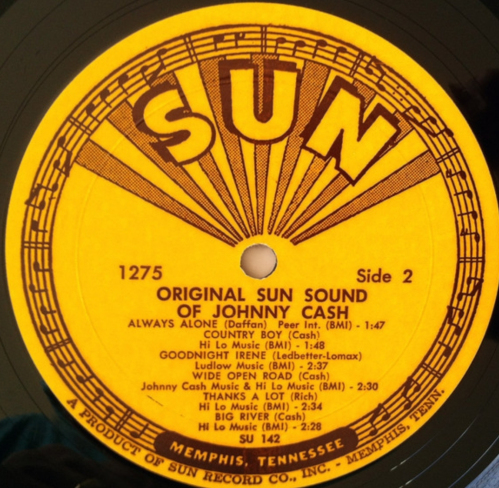 SUN
1275
Side 2
ORIGINAL SUN SOUND
OF JOHNNY CASH
ALWAYS ALONE (Daffan) Peer Int. (BMI) - 1:47
COUNTRY BOY (Cash)
Hi Lo Music (BMI) - 1:48
GOODNIGHT IRENE (Ledbetter-Lomax)
Ludlow Music (BMI) - 2:37
WIDE OPEN ROAD (Cash)
Johnny Cash Music & Hi Lo Music (BMI) - 2:30
THANKS A LOT (Rich)
Hi Lo Music (BMI) - 2:34
BIG RIVER (Cash)
Hi Lo Music (BMI) - 2:28
SU 142
MEMPHIS, TENNESSEE
A PRODUCT OF SUN RECORD CO., INC. - MEMPHIS, TENN.